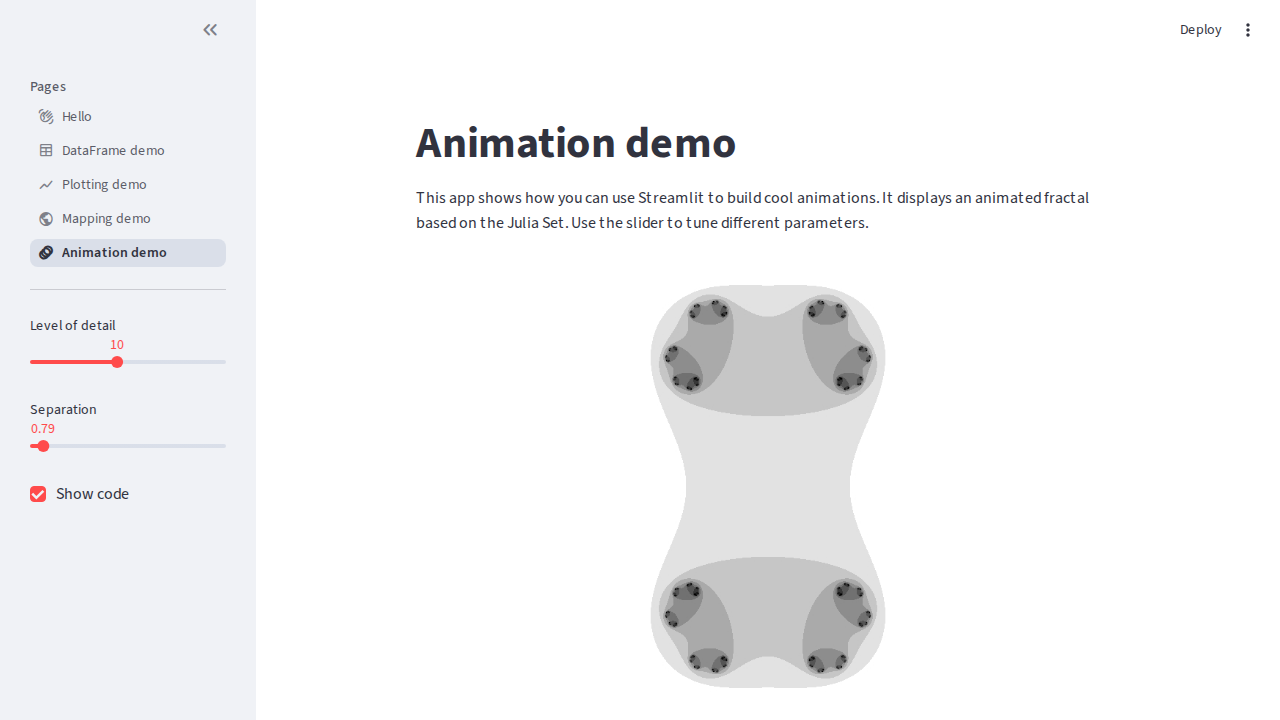 Deploy
Pages
Hello
DataFrame demo
Plotting demo
Mapping demo
Animation demo
Level of detail
10
Separation
0.79
Show code
Animation demo
This app shows how you can use Streamlit to build cool animations. It displays an animated fractal
based on the Julia Set. Use the slider to tune different parameters.